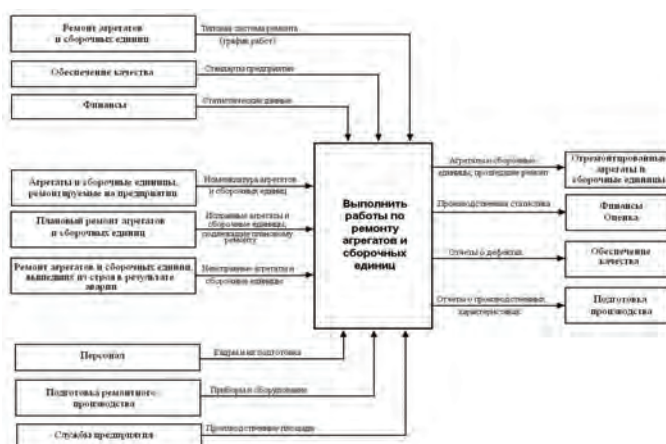 Ремонт агрегатов
и сборочных единиц
Типовая система ремонта
(график работ)
Обеспечение качества
Стандарты предприятия
Финансы
Статистические данные
Агрегаты и сборочные единицы,
ремонтируемые на предприятии
Номенклатура агрегатов
и сборочных единиц
Плановый ремонт агрегатов
и сборочных единиц
Исправные агрегаты и
сборочные единицы,
подлежащие плановому
ремонту
Ремонт агрегатов и сборочных единиц,
вышедших из строя в результате
аварии
Неисправные агрегаты и
сборочные единицы
Выполнить
работы по
ремонту
агрегатов и
сборочных
единиц
Агрегаты и сборочные
единицы, прошедшие ремонт
Отремонтированные
агрегаты и
сборочные единицы
Производственная статистика
Финансы
Оценка
Отчеты о дефектах
Обеспечение
качества
Отчеты о производственных
характеристиках
Подготовка
производства
Персонал
Кадры и их подготовка
Подготовка ремонтного
производства
Приборы и оборудование
Службы предприятия
Производственные площади